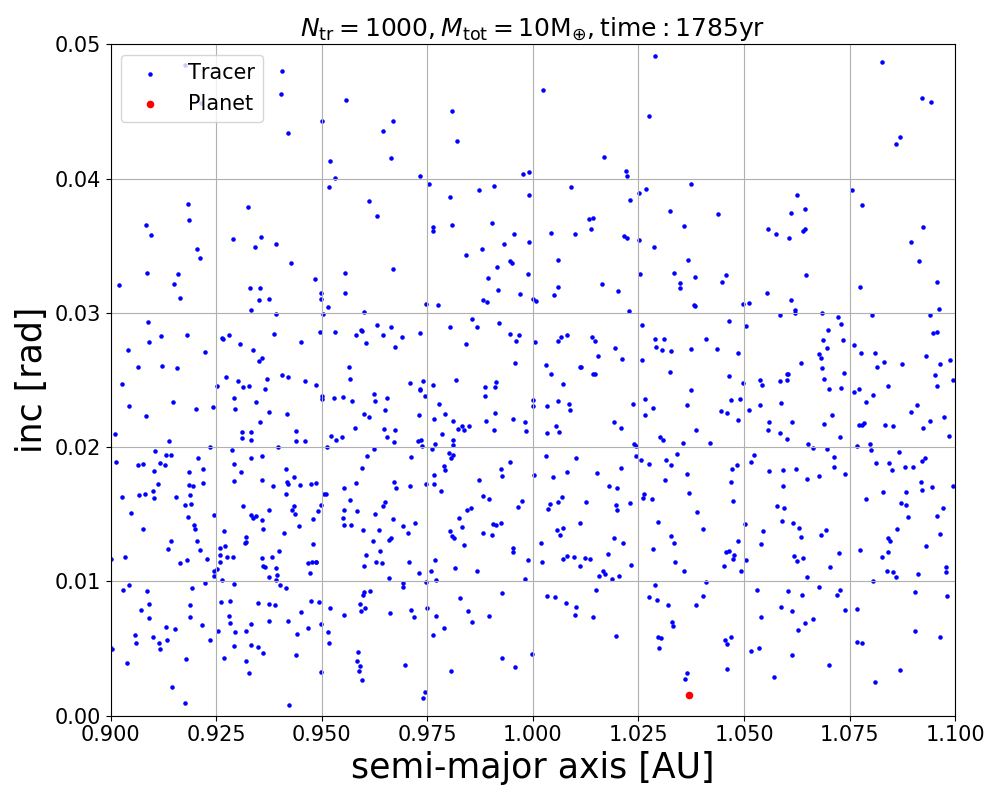 N_tr = 1000, M_tot = 10M_⊕, time : 1785yr
0.05
Tracer
Planet
0.04
0.03
0.02
0.01
0.00
inc [rad]
0.900 0.925 0.950 0.975 1.000 1.025 1.050 1.075 1.100
semi-major axis [AU]